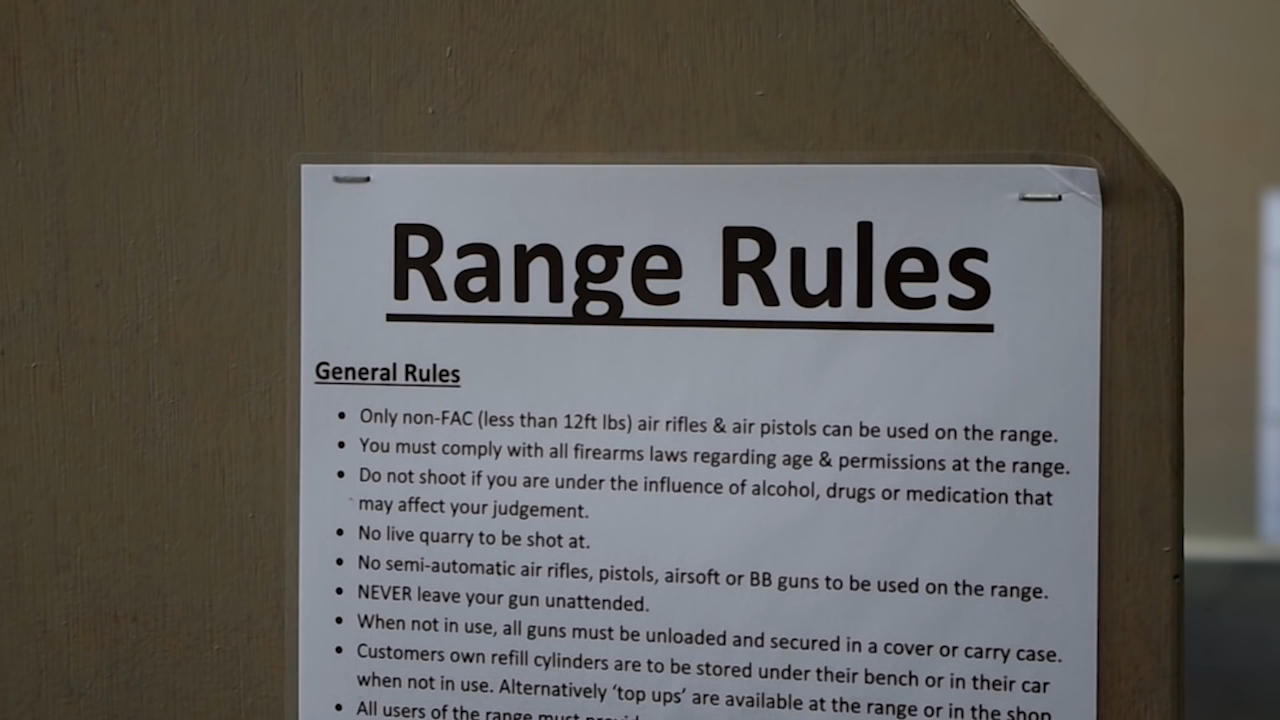 Range Rules
General Rules
• Only non-FAC (less than 12ft lbs) air rifles & air pistols can be used on the range.
• You must comply with all firearms laws regarding age & permissions at the range.
• Do not shoot if you are under the influence of alcohol, drugs or medication that
may affect your judgement.
• No live quarry to be shot at.
• No semi-automatic air rifles, pistols, airsoft or BB guns to be used on the range.
• NEVER leave your gun unattended.
• When not in use, all guns must be unloaded and secured in a cover or carry case.
• Customers own refill cylinders are to be stored under their bench or in their car
when not in use. Alternatively ‘top ups’ are available at the range or in the shop
• All users of the range must